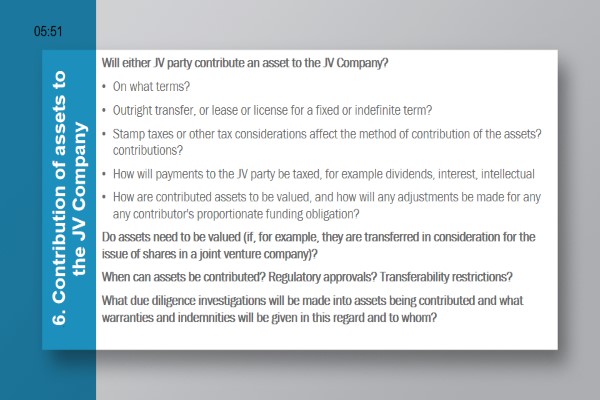 05:51
6. Contribution of assets to
the JV Company
Will either JV party contribute an asset to the JV Company?
• On what terms?
• Outright transfer, or lease or license for a fixed or indefinite term?
• Stamp taxes or other tax considerations affect the method of contribution of the assets?
contributions?
• How will payments to the JV party be taxed, for example dividends, interest, intellectual
• How are contributed assets to be valued, and how will any adjustments be made for any
any contributor's proportionate funding obligation?
Do assets need to be valued (if, for example, they are transferred in consideration for the
issue of shares in a joint venture company)?
When can assets be contributed? Regulatory approvals? Transferability restrictions?
What due diligence investigations will be made into assets being contributed and what
warranties and indemnities will be given in this regard and to whom?